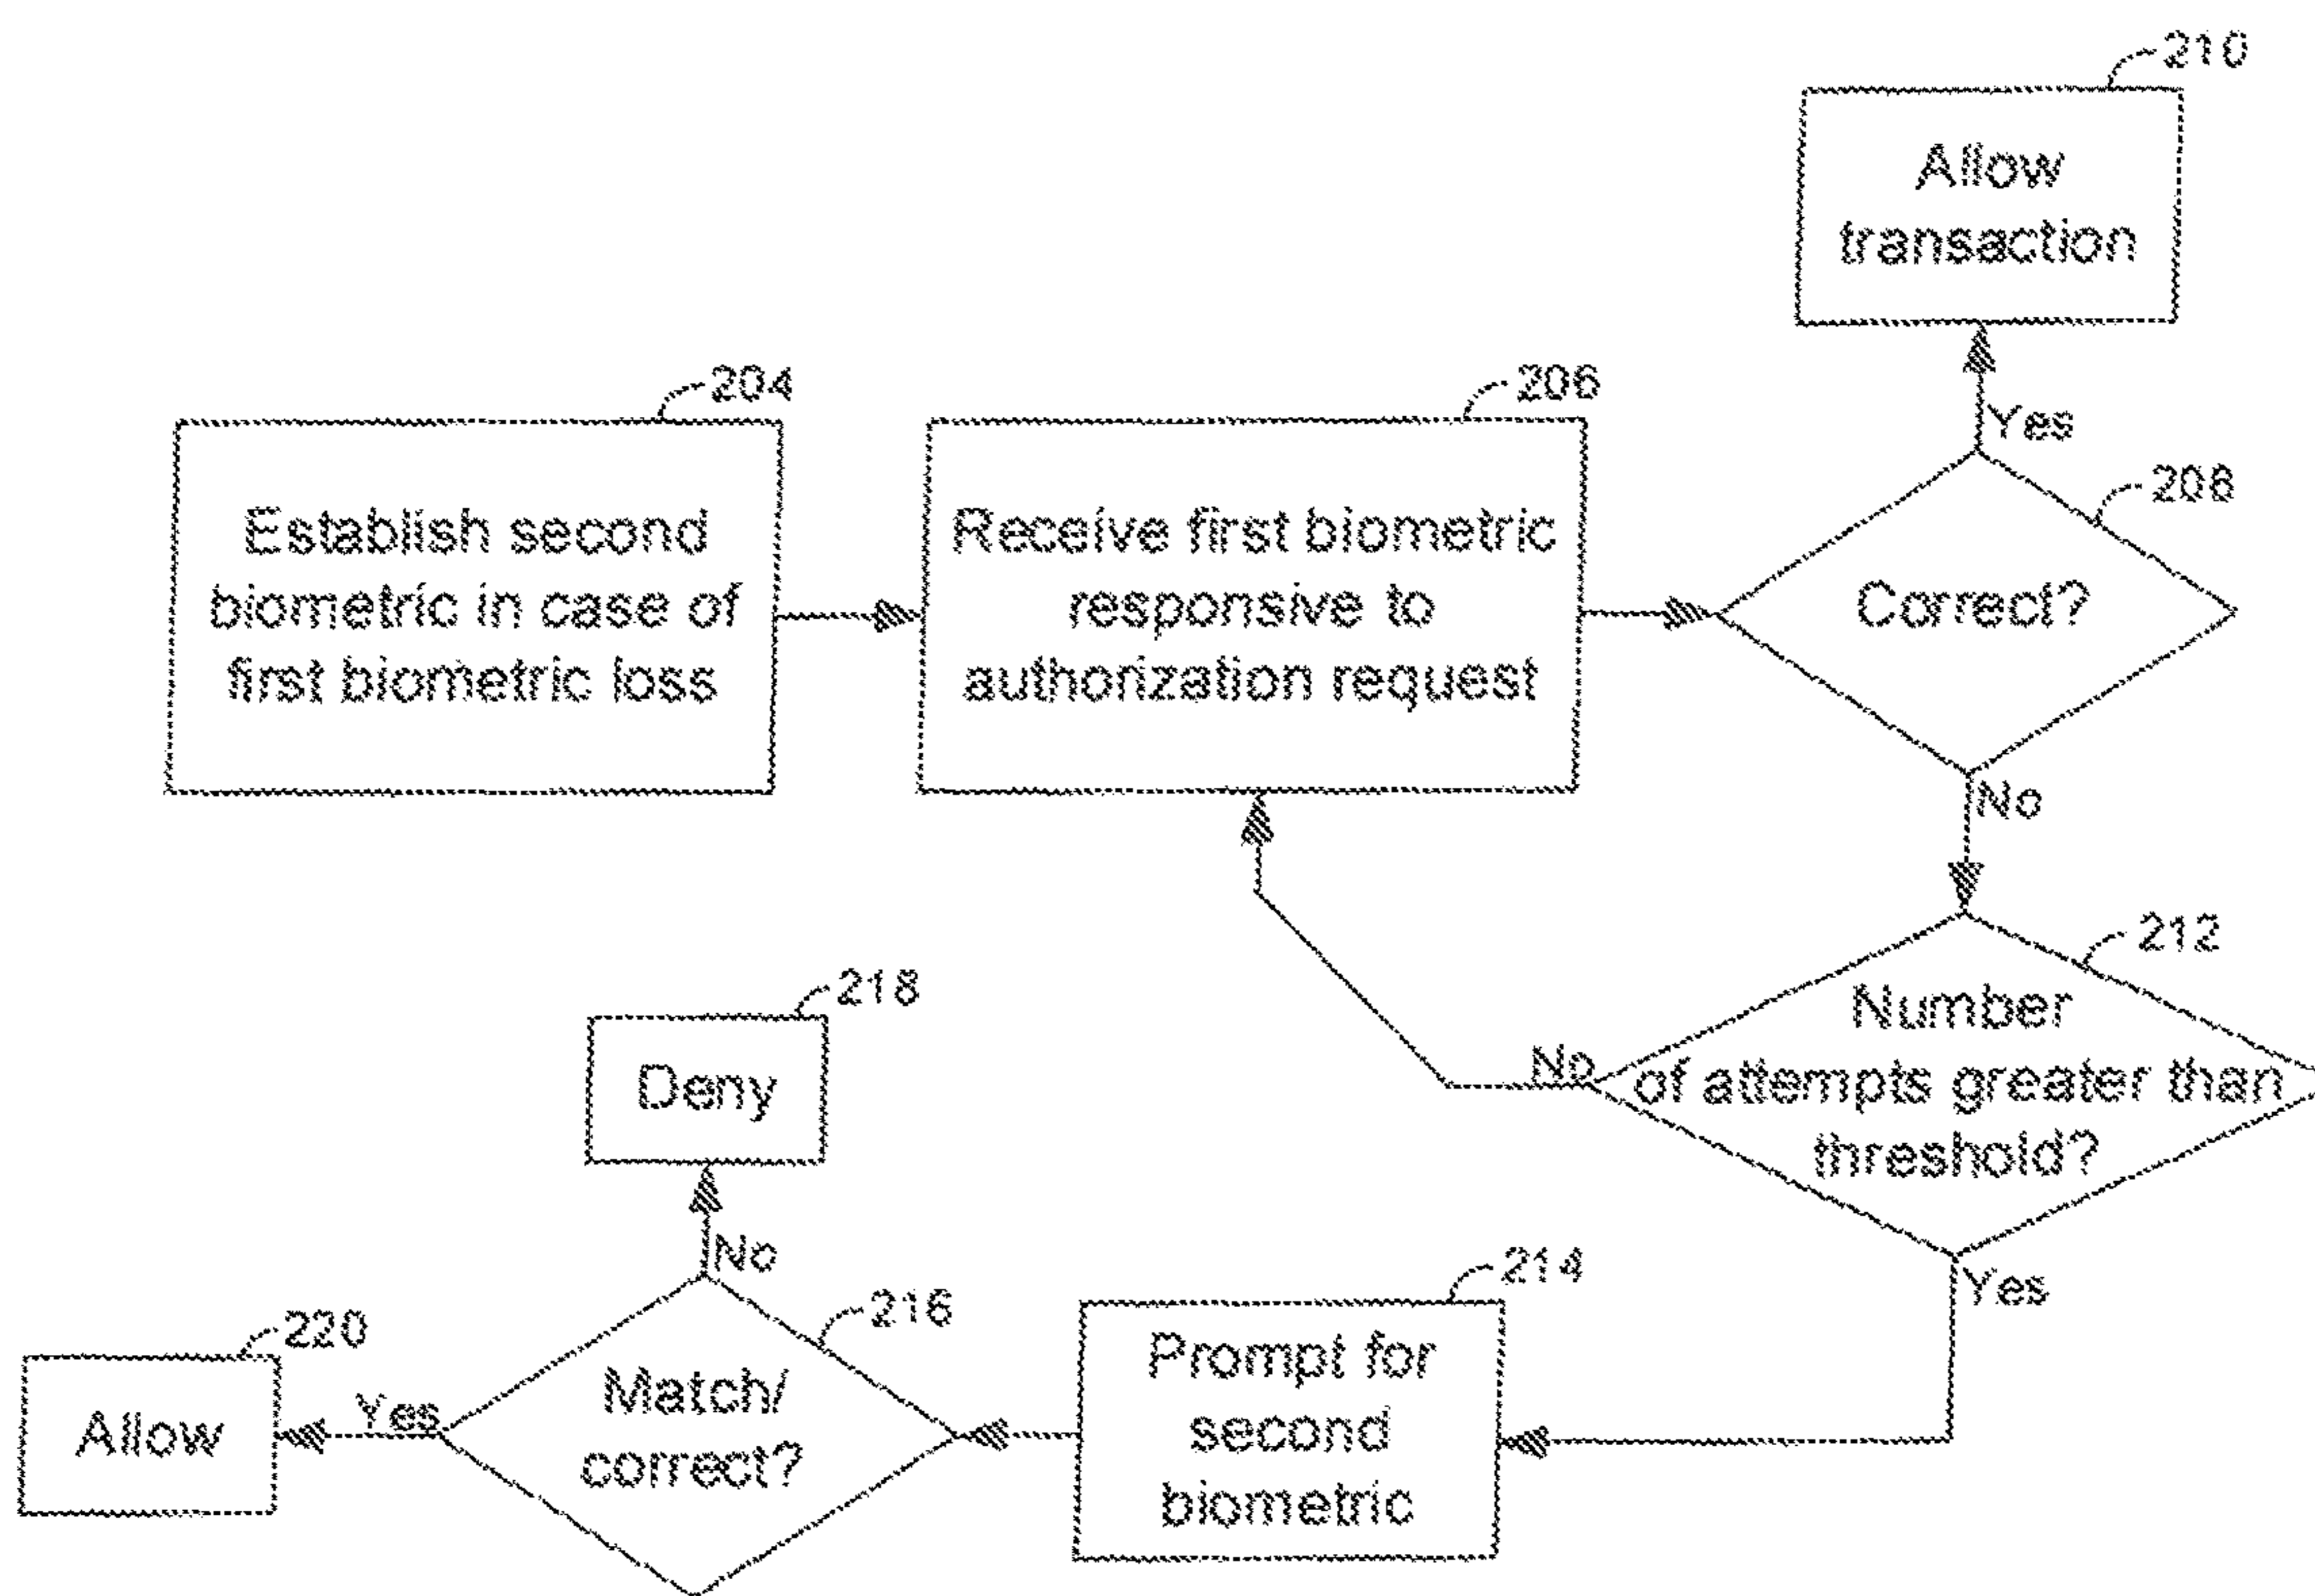 210
Allow
transaction
Yes
204
Establish second
biometric in case of
first biometric loss
206
Receive first biometric
responsive to
authorization request
208
Correct?
No
212
Number
of attempts greater than
threshold?
No
Yes
214
Prompt for
second
biometric
216
Match/
correct?
No
218
Deny
Yes
220
Allow